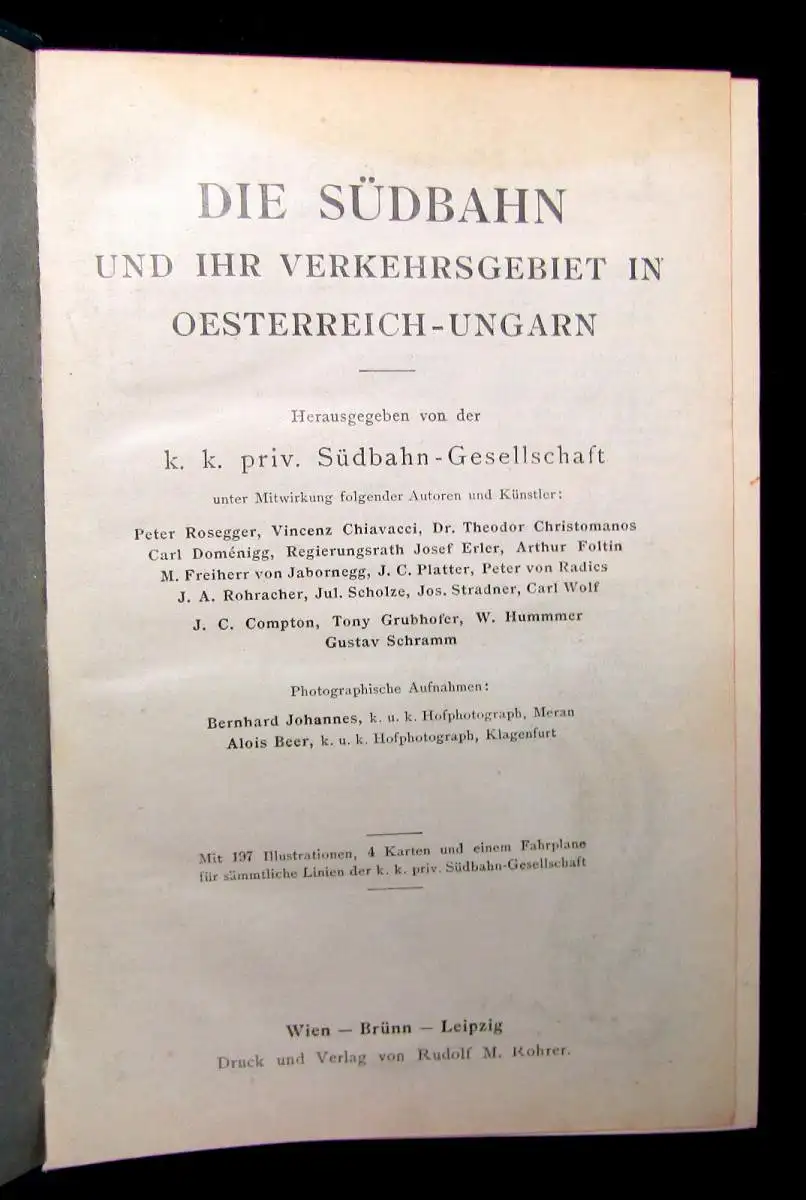 DIE SÜDBAHN
UND IHR VERKEHRSGEBIET IN
OESTERREICH-UNGARN
Herausgegeben von der
k. k. priv. Südbahn-Gesellschaft
unter Mitwirkung folgender Autoren und Künstler:
Peter Rosegger, Vincenz Chiavacci, Dr. Theodor Christomanos
Carl Doménigg, Regierungsrath Josef Erler, Arthur Foltin
M. Freiherr von Jabornegg, J. C. Platter, Peter von Radics
J. A. Rohracher, Jul. Scholze, Jos. Stradner, Carl Wolf
J. C. Compton, Tony Grubhofer, W. Hummmer
Gustav Schramm
Photographische Aufnahmen:
Bernhard Johannes, k. u. k. Hofphotograph, Meran
Alois Beer, k. u. k. Hofphotograph, Klagenfurt
Mit 197 Illustrationen, 4 Karten und einem Fahrplane
für sämmtliche Linien der k. k. priv. Südbahn-Gesellschaft
Wien — Brünn — Leipzig
Druck und Verlag von Rudolf M. Rohrer.